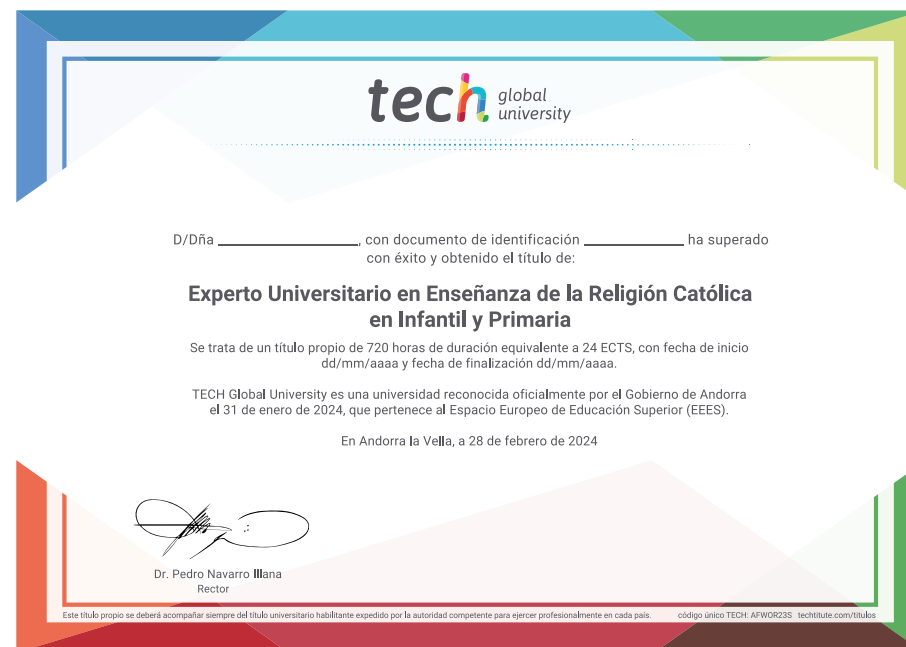 tech global
university
D/Dña ____________________, con documento de identificación ______________ ha superado
con éxito y obtenido el título de:
Experto Universitario en Enseñanza de la Religión Católica
en Infantil y Primaria
Se trata de un título propio de 720 horas de duración equivalente a 24 ECTS, con fecha de inicio
dd/mm/aaaa y fecha de finalización dd/mm/aaaa.
TECH Global University es una universidad reconocida oficialmente por el Gobierno de Andorra
el 31 de enero de 2024, que pertenece al Espacio Europeo de Educación Superior (EEES).
En Andorra la Vella, a 28 de febrero de 2024
Dr. Pedro Navarro Illana
Rector
Este título propio se deberá acompañar siempre del título universitario habilitante expedido por la autoridad competente para ejercer profesionalmente en cada país. código único TECH: AFWOR23S techtitute.com/titulos